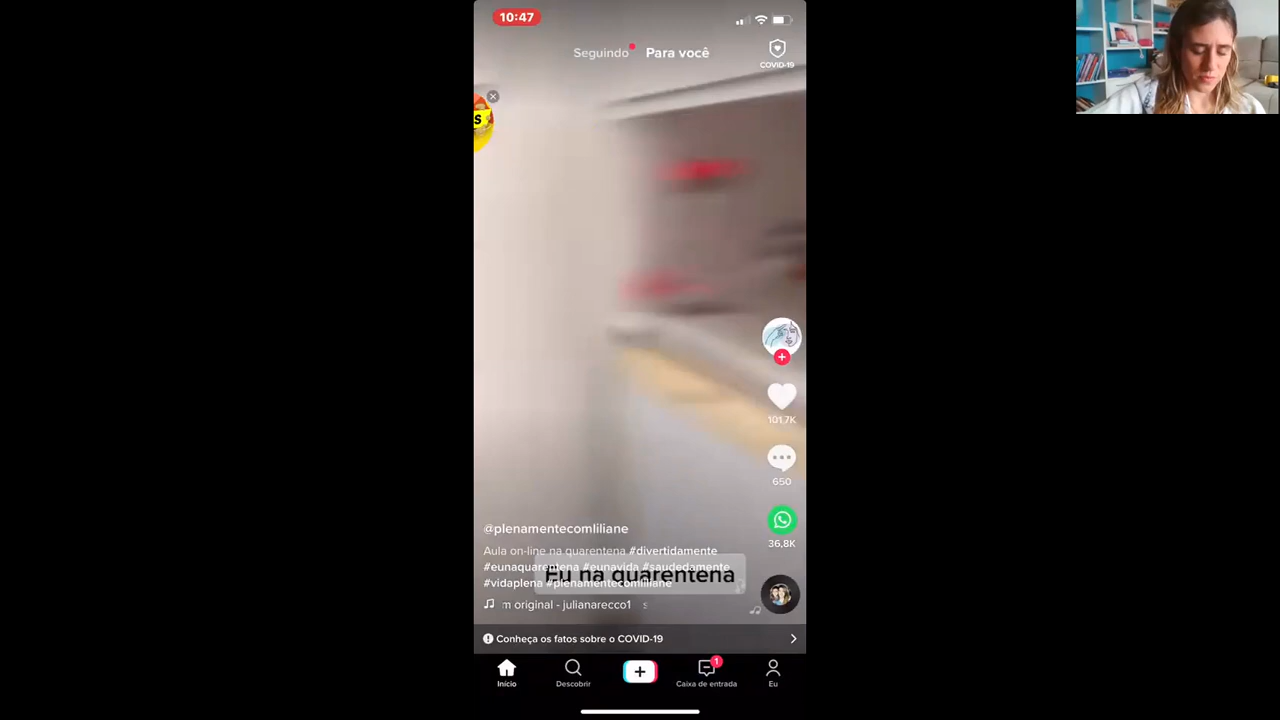 10:47
Seguindo
Para você
COVID-19
S
101.7K
650
36,8K
@plenamentecomliliane
Aula on-line na quarentena #divertidamente
#eunaquarentena #eunavida #saudedamente
#vidaplena #plenamentecomliliane
Eu na quarentena
m original - julianarecco1
s
Conheça os fatos sobre o COVID-19
1
Início
Descobrir
Caixa de entrada
Eu